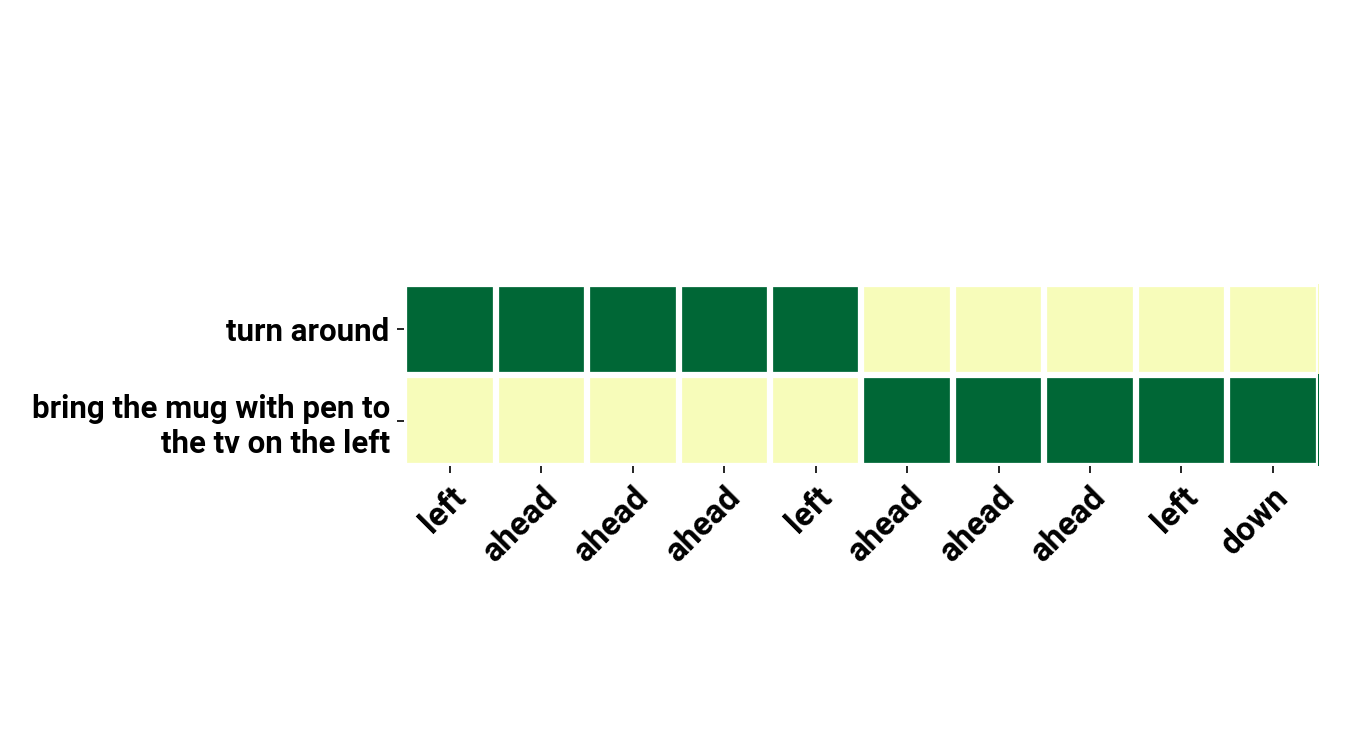 turn around
bring the mug with pen to
the tv on the left
left
ahead
ahead
ahead
left
ahead
ahead
ahead
left
down